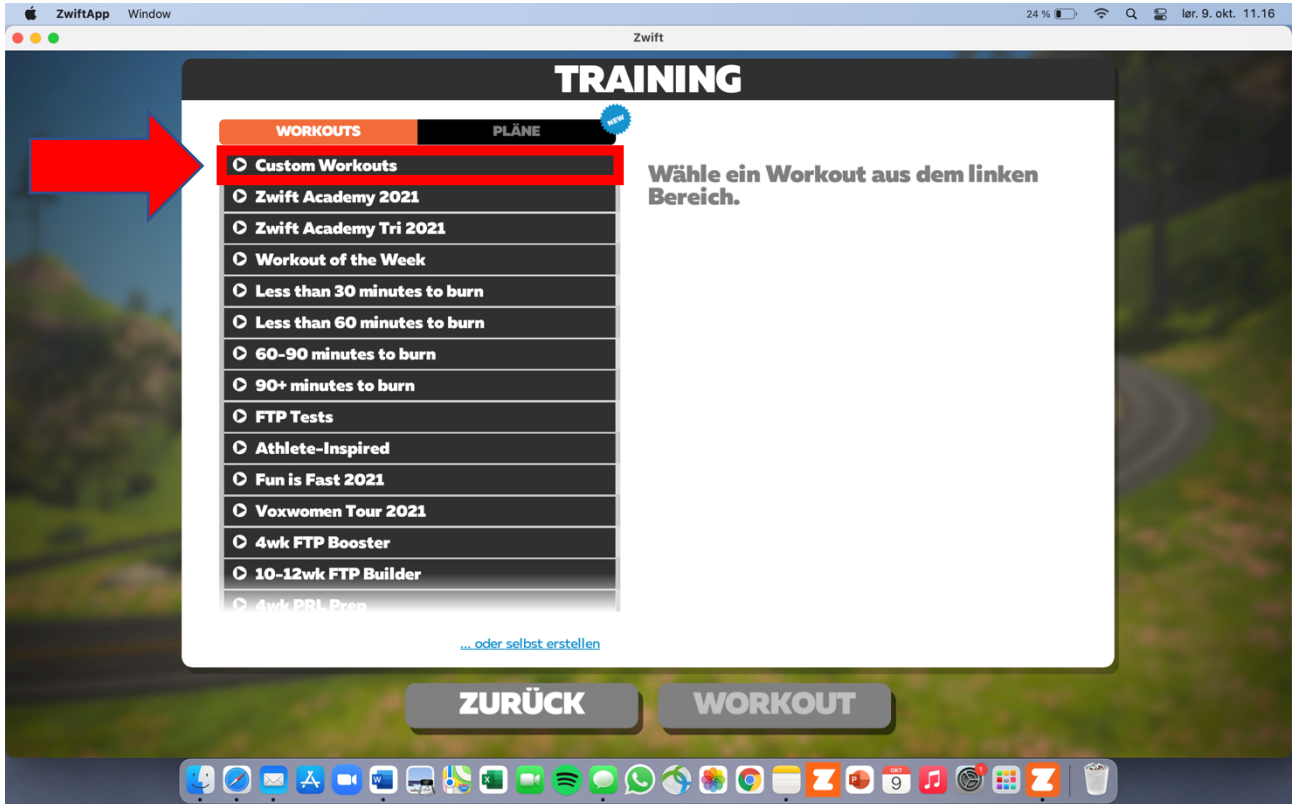 ZwiftApp Window 24 % lør. 9. okt. 11.16
Zwift
TRAINING
WORKOUTS PLÄNE NEW
Custom Workouts
Zwift Academy 2021
Zwift Academy Tri 2021
Workout of the Week
Less than 30 minutes to burn
Less than 60 minutes to burn
60-90 minutes to burn
90+ minutes to burn
FTP Tests
Athlete-Inspired
Fun is Fast 2021
Voxwomen Tour 2021
4wk FTP Booster
10-12wk FTP Builder
4wk PRL Prep
... oder selbst erstellen
Wähle ein Workout aus dem linken
Bereich.
ZURÜCK WORKOUT
OKT
9
1